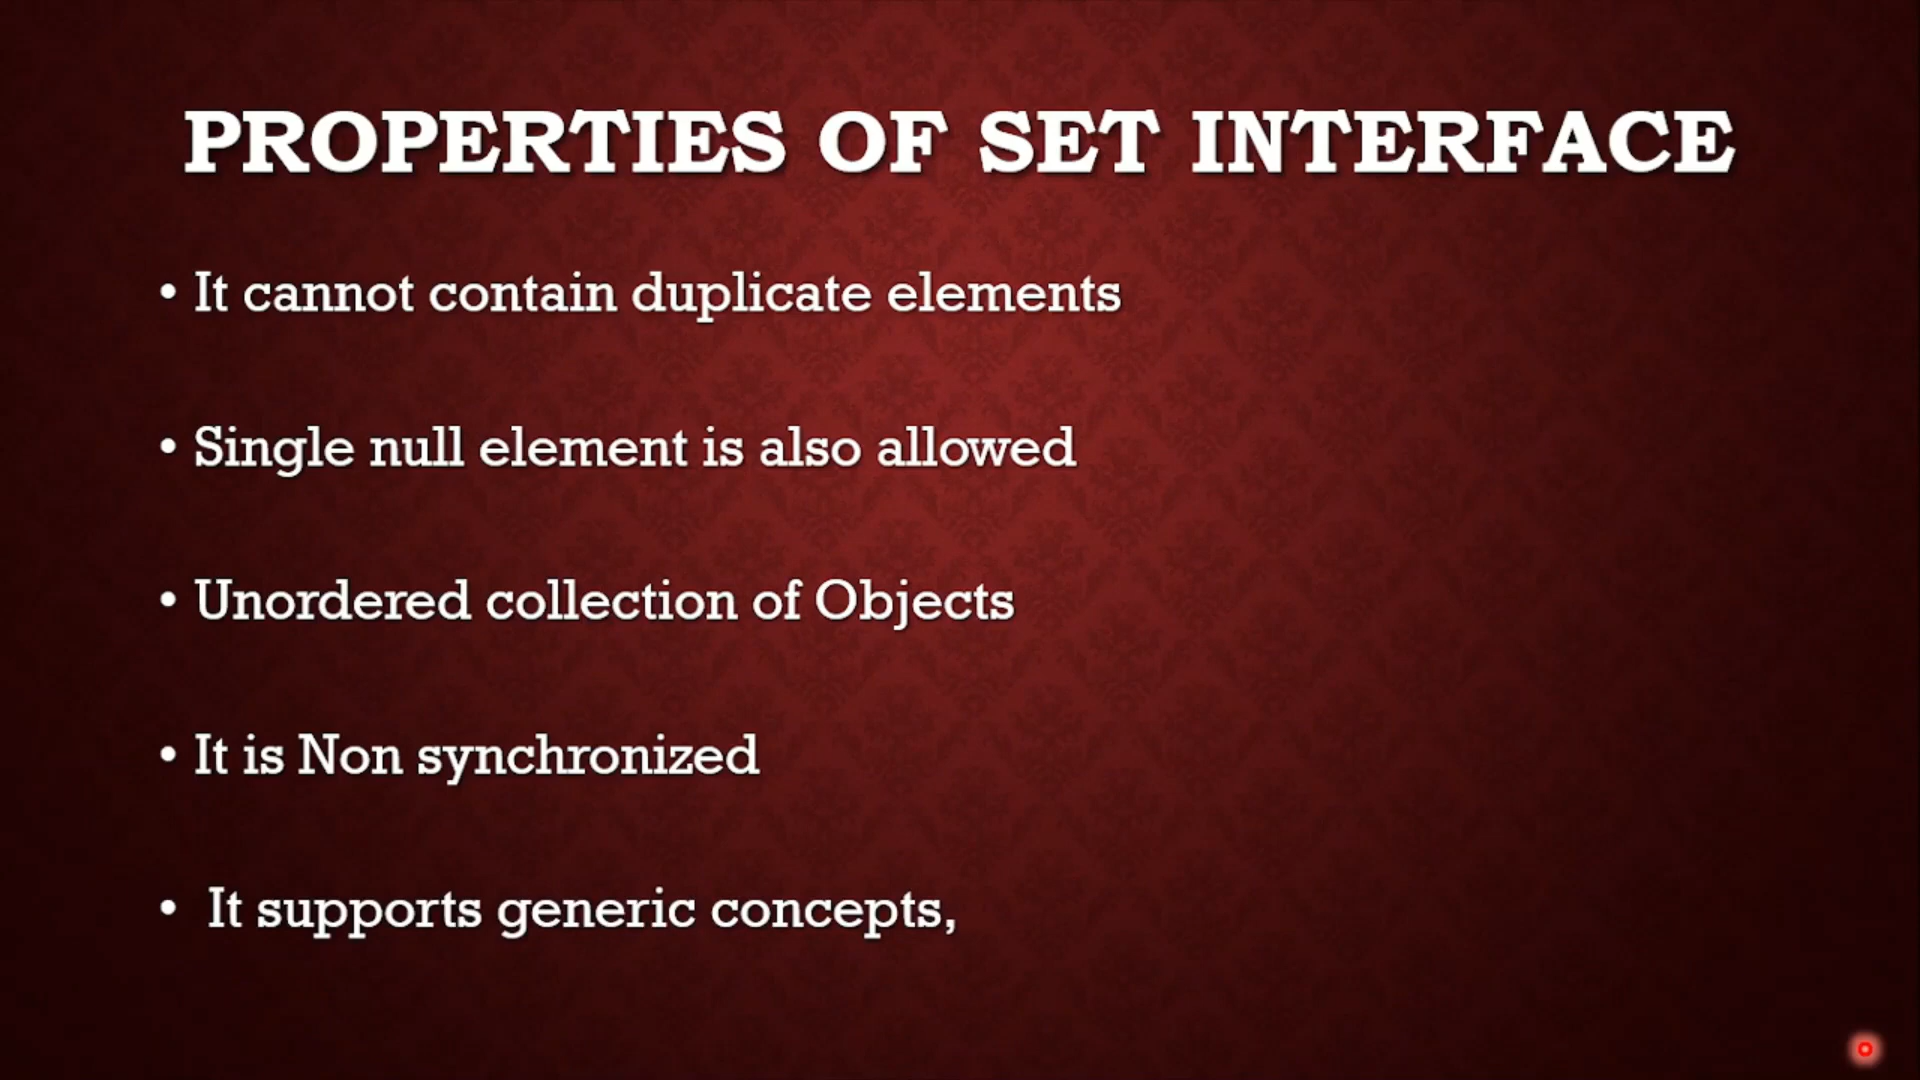 PROPERTIES OF SET INTERFACE
• It cannot contain duplicate elements
• Single null element is also allowed
• Unordered collection of Objects
• It is Non synchronized
• It supports generic concepts,